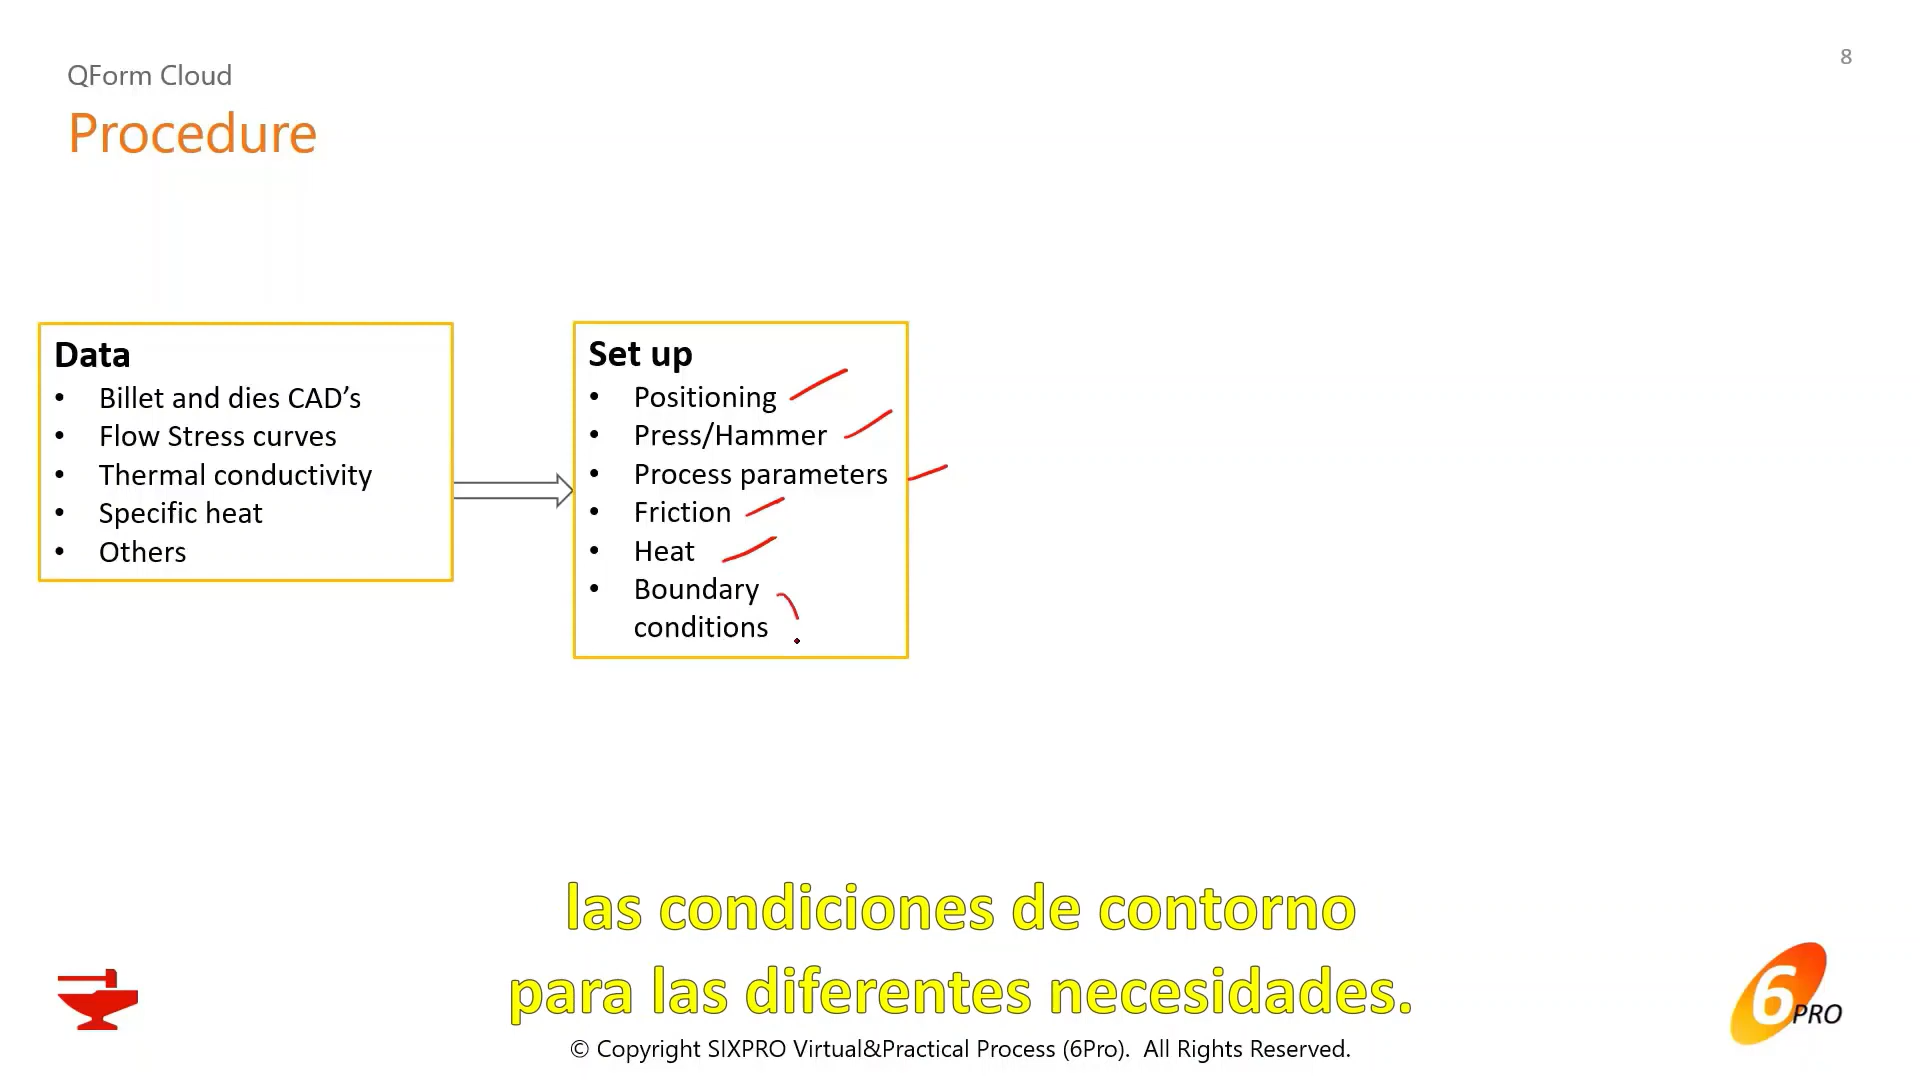 QForm Cloud
8
Procedure
Data
• Billet and dies CAD’s
• Flow Stress curves
• Thermal conductivity
• Specific heat
• Others
Set up
• Positioning
• Press/Hammer
• Process parameters
• Friction
• Heat
• Boundary
conditions
las condiciones de contorno
para las diferentes necesidades.
6PRO
© Copyright SIXPRO Virtual&Practical Process (6Pro). All Rights Reserved.